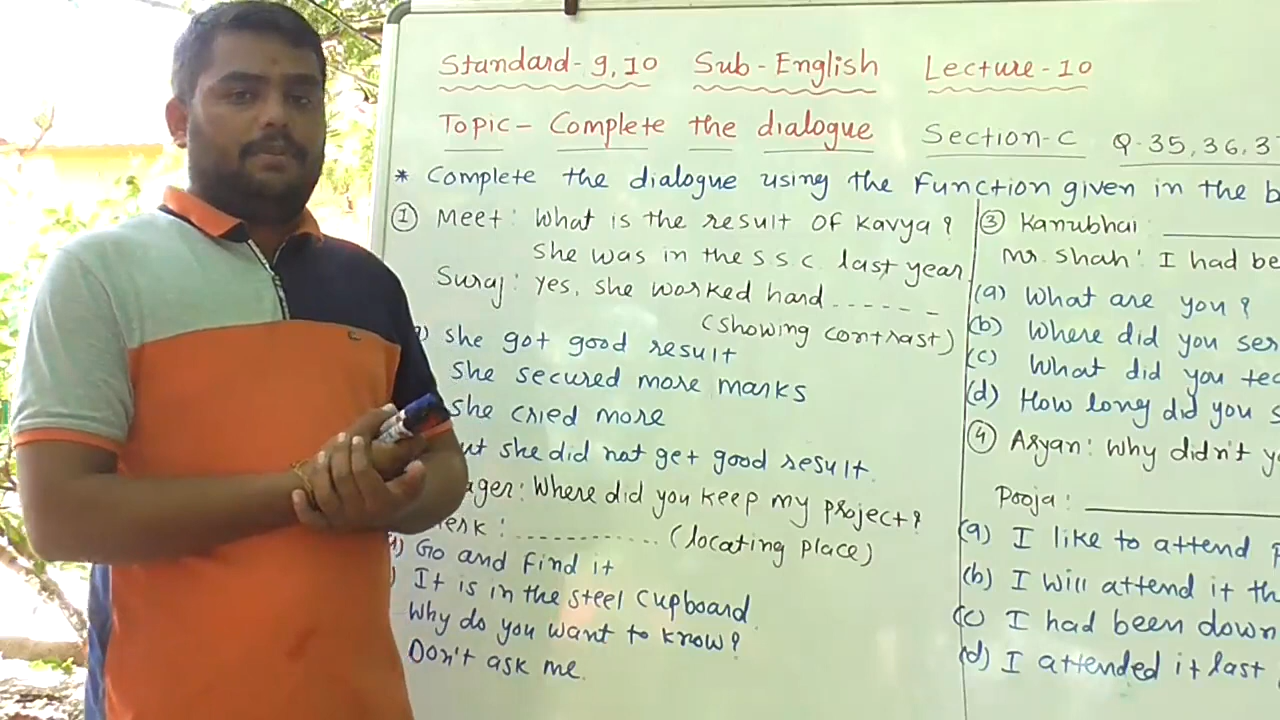 Standard-9,10 Sub-English Lecture-10
Topic- Complete the dialogue Section-C Q-35,36,3
* Complete the dialogue using the Function given in the b
① Meet: What is the result of Kavya?
She was in the S.S.C. last year
Suraj: Yes, she worked hard -----
(showing contrast)
) She got good result
She secured more marks
She cried more
ut she did not get good result.
ager: Where did you keep my project?
lerk: ------------ (locating place)
) Go and find it
) It is in the steel cupboard.
Why do you want to know?
Don't ask me.
③ Kanubhai: ______
Mr. Shah: I had be
(a) What are you?
(b) Where did you ser
(c) What did you tea
(d) How long did you s
④ Aryan: Why didn't y
Pooja: ______
(a) I like to attend p
(b) I will attend it th
(c) I had been down
(d) I attended it last